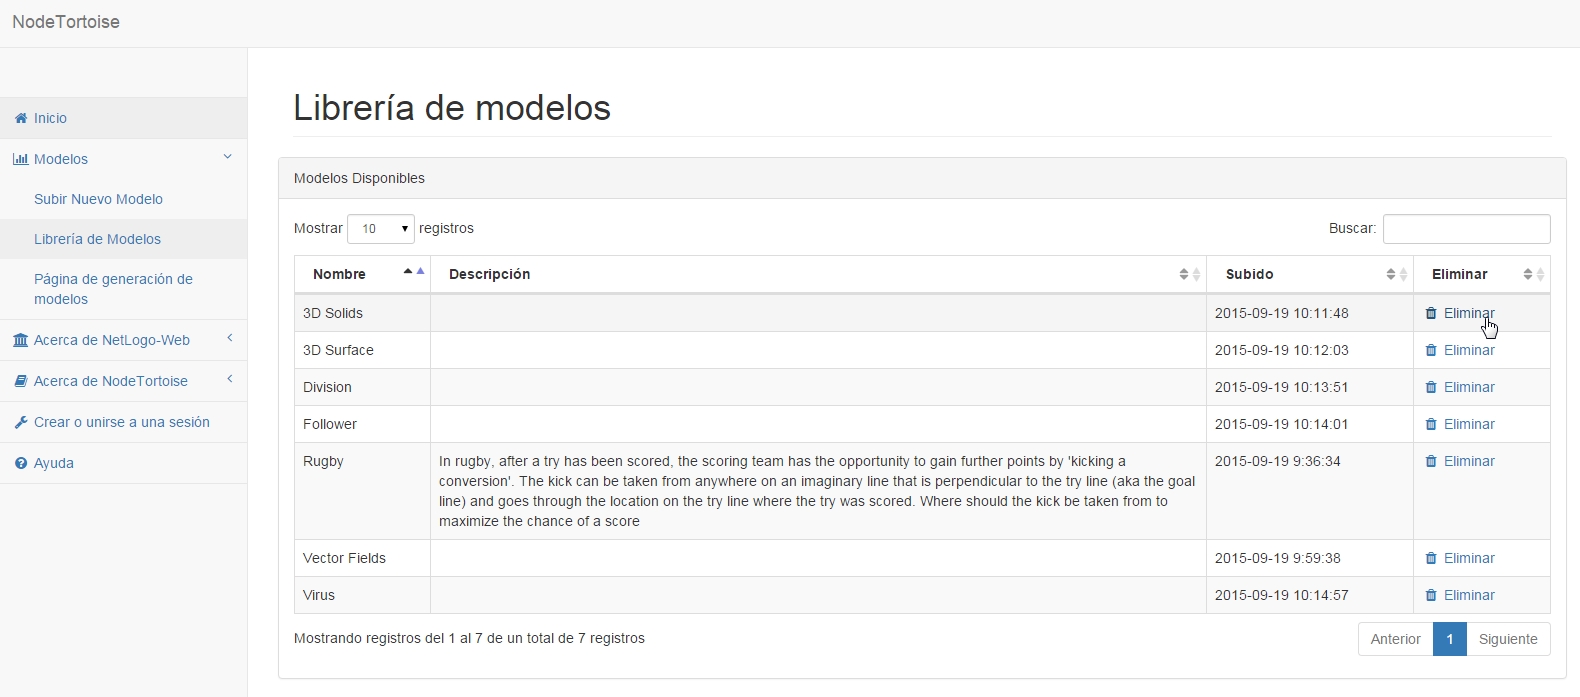 NodeTortoise
Inicio
Modelos
Subir Nuevo Modelo
Librería de Modelos
Página de generación de
modelos
Acerca de NetLogo-Web
Acerca de NodeTortoise
Crear o unirse a una sesión
Ayuda
Librería de modelos
Modelos Disponibles
Mostrar 10 registros
Buscar:
Nombre Descripción Subido Eliminar
3D Solids 2015-09-19 10:11:48 Eliminar
3D Surface 2015-09-19 10:12:03 Eliminar
Division 2015-09-19 10:13:51 Eliminar
Follower 2015-09-19 10:14:01 Eliminar
Rugby In rugby, after a try has been scored, the scoring team has the opportunity to gain further points by 'kicking a 2015-09-19 9:36:34 Eliminar
conversion'. The kick can be taken from anywhere on an imaginary line that is perpendicular to the try line (aka the goal
line) and goes through the location on the try line where the try was scored. Where should the kick be taken from to
maximize the chance of a score
Vector Fields 2015-09-19 9:59:38 Eliminar
Virus 2015-09-19 10:14:57 Eliminar
Mostrando registros del 1 al 7 de un total de 7 registros
Anterior 1 Siguiente